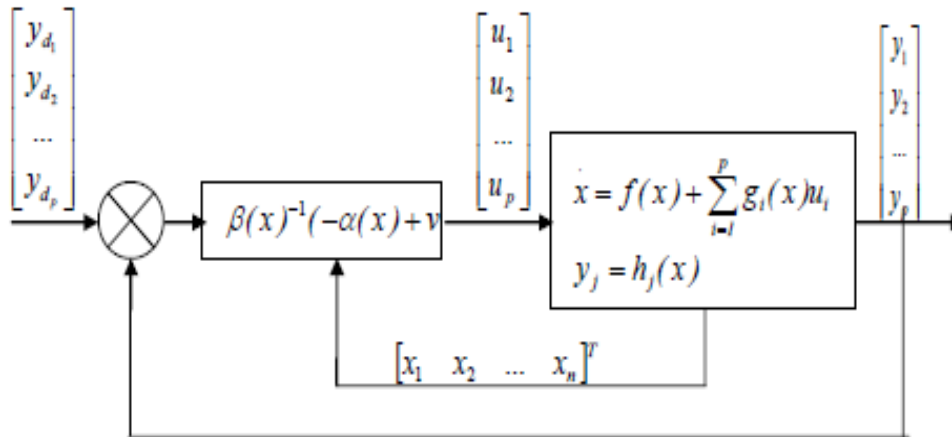 y_{d_1}
y_{d_2}
...
y_{d_p}
u_1
u_2
...
u_p
y_1
y_2
...
y_p
β(x)^{-1}(-α(x)+v
ẋ = f(x)+∑_{i=1}^{p} g_i(x)u_i
y_j = h_j(x)
[x_1 x_2 ... x_n]^T